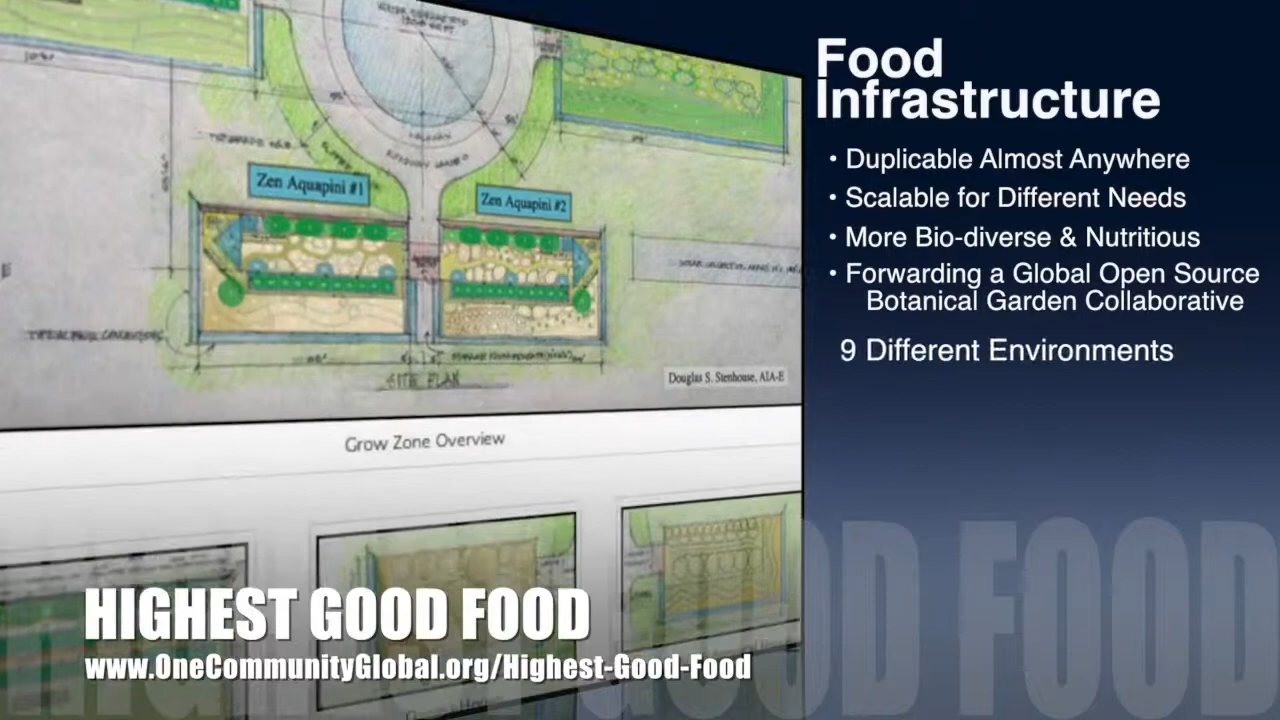 Food
Infrastructure
• Duplicable Almost Anywhere
• Scalable for Different Needs
• More Bio-diverse & Nutritious
• Forwarding a Global Open Source
Botanical Garden Collaborative
9 Different Environments
Zen Aquapini #1
Zen Aquapini #2
SITE PLAN
Douglas S. Stenhouse, AIA-E
Grow Zone Overview
HIGHEST GOOD FOOD
www.OneCommunityGlobal.org/Highest-Good-Food
GOOD FOOD